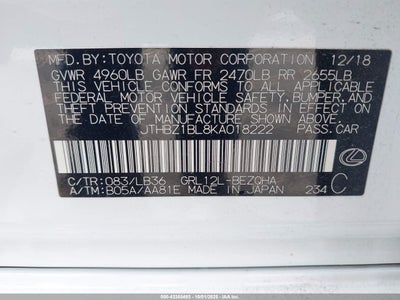 MFD.BY: TOYOTA MOTOR CORPORATION 12/18
GVWR 4960LB GAWR FR 2470LB RR 2655LB
THIS VEHICLE CONFORMS TO ALL APPLICABLE
FEDERAL MOTOR VEHICLE SAFETY, BUMPER, AND
THEFT PREVENTION STANDARDS IN EFFECT ON
THE DATE OF MANUFACTURE SHOWN ABOVE.
JTHBZ1BL8KA018222 PASS.CAR
C/TR: 083/LB36 GRL12L-BEZQHA
A/TM: B05A/AA81E MADE IN JAPAN 234 C